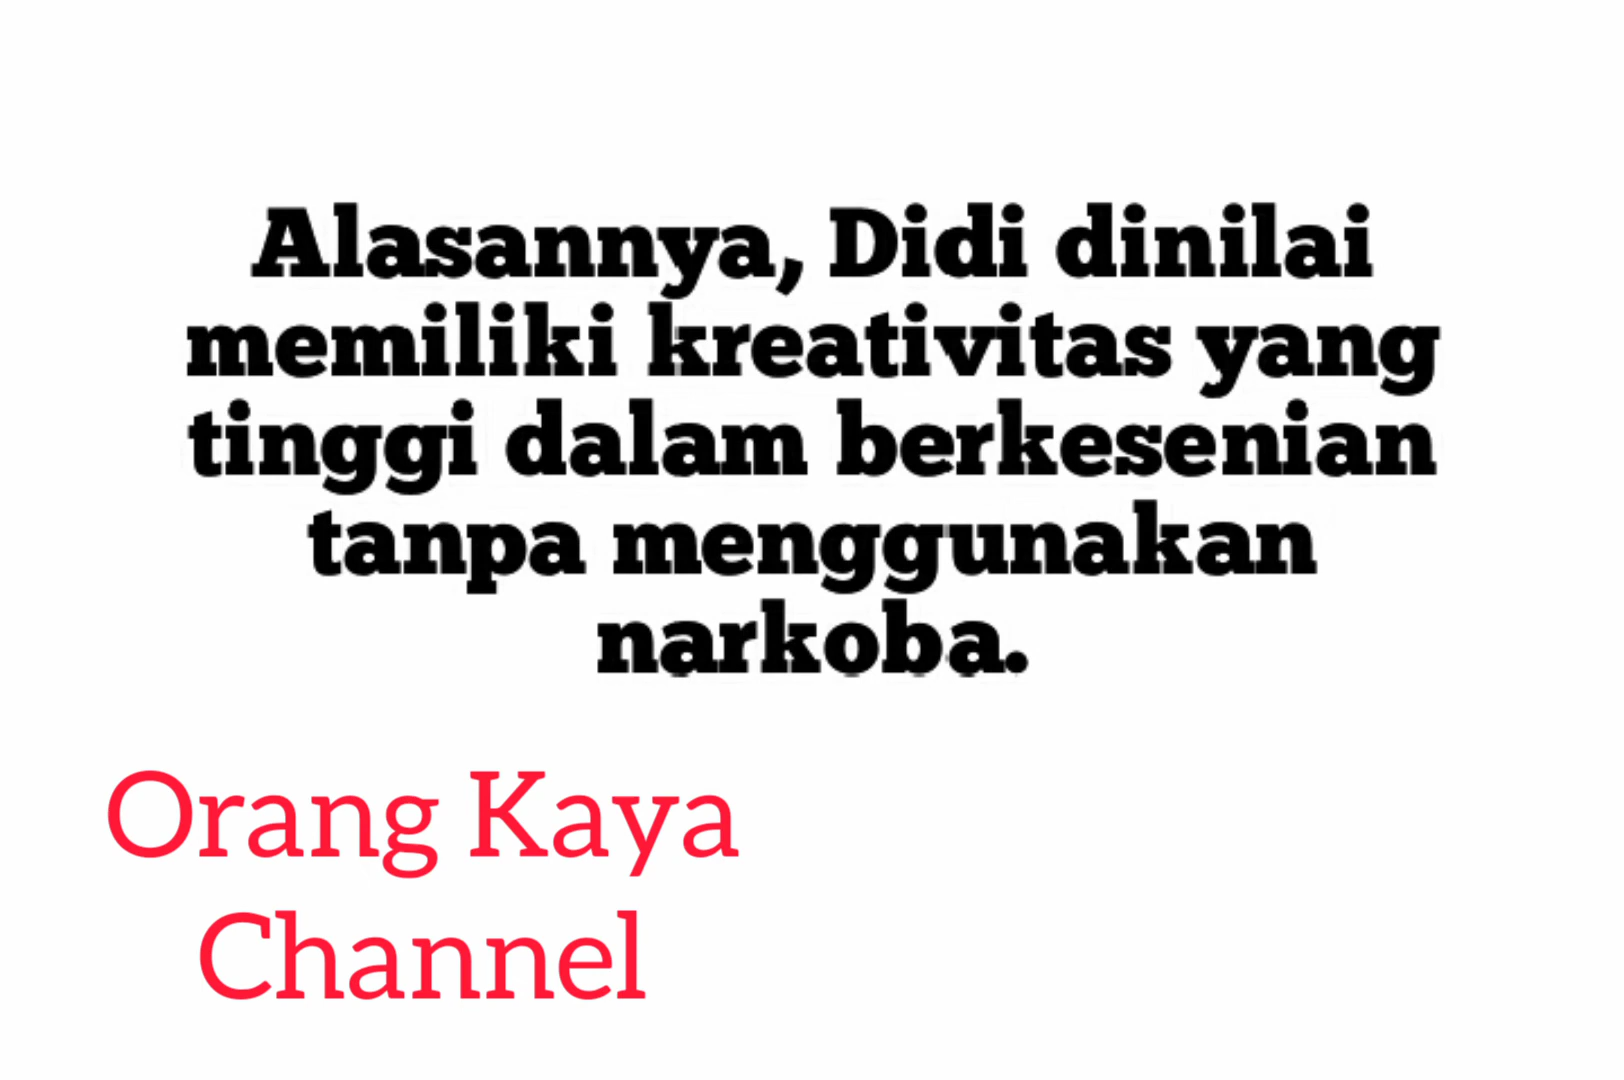 Alasannya, Didi dinilai
memiliki kreativitas yang
tinggi dalam berkesenian
tanpa menggunakan
narkoba.
Orang Kaya
Channel